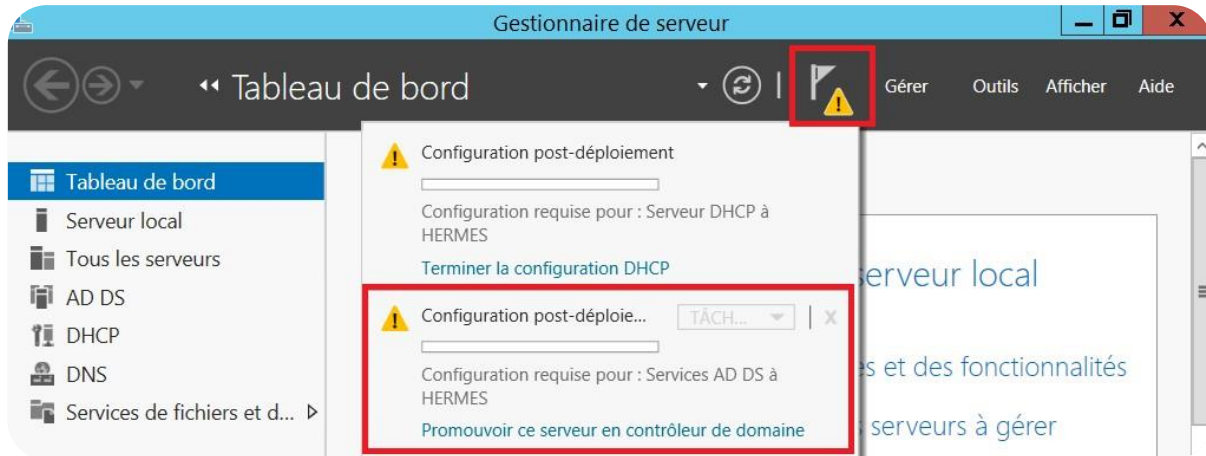 Gestionnaire de serveur
Tableau de bord
Gérer Outils Afficher Aide
Tableau de bord
Serveur local
Tous les serveurs
AD DS
DHCP
DNS
Services de fichiers et d...
Configuration post-déploiement
Configuration requise pour : Serveur DHCP à
HERMES
Terminer la configuration DHCP
Configuration post-déploie... TÂCH... X
Configuration requise pour : Services AD DS à
HERMES
Promouvoir ce serveur en contrôleur de domaine
serveur local
es et des fonctionnalités
serveurs à gérer